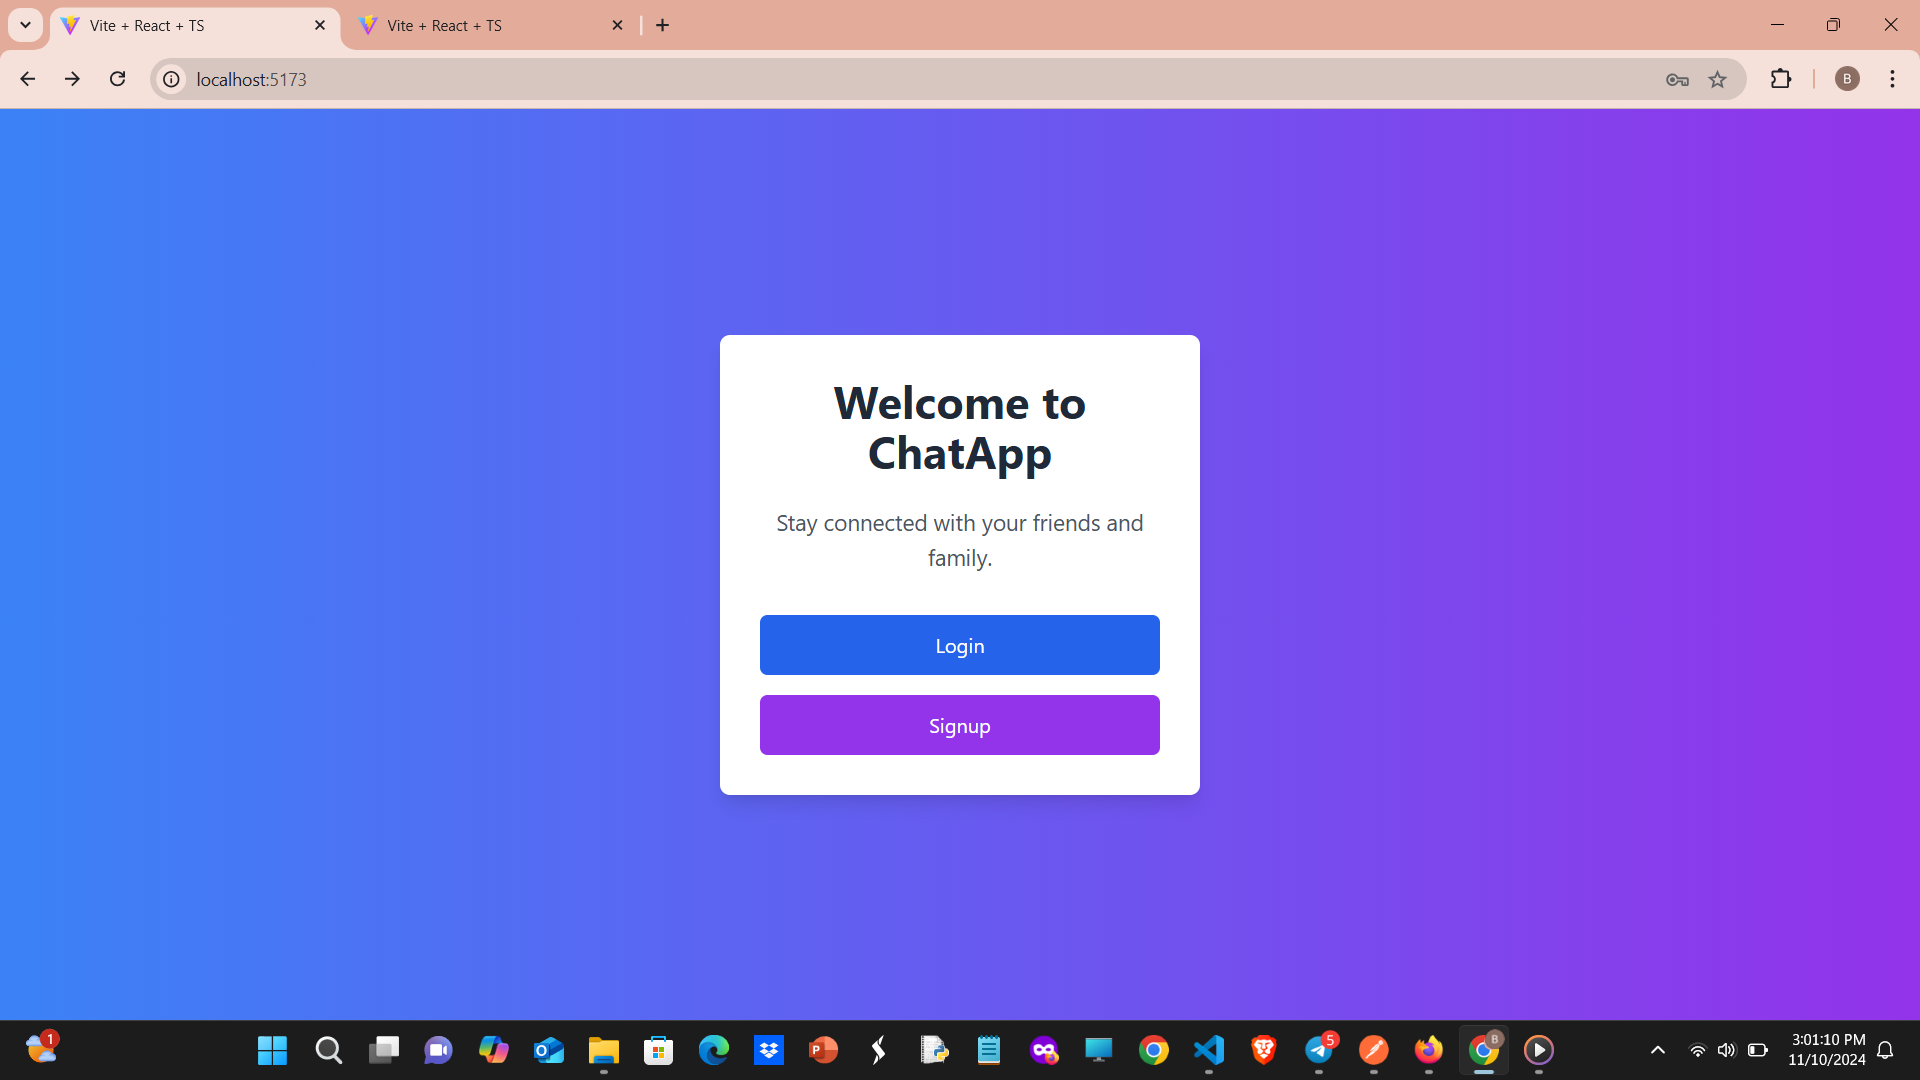 Vite + React + TS
Vite + React + TS
localhost:5173
B
Welcome to
ChatApp
Stay connected with your friends and
family.
Login
Signup
1
5
B
3:01:10 PM
11/10/2024